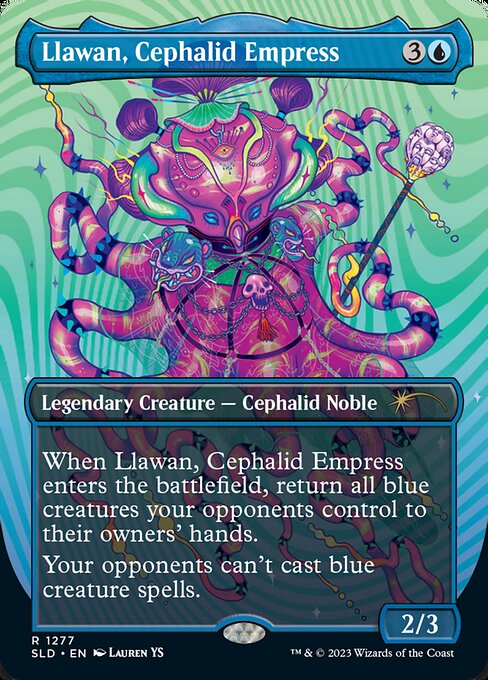 Llawan, Cephalid Empress 3
Legendary Creature — Cephalid Noble
When Llawan, Cephalid Empress
enters the battlefield, return all blue
creatures your opponents control to
their owners’ hands.
Your opponents can’t cast blue
creature spells.
2/3
R 1277
SLD • EN Lauren YS
™ & © 2023 Wizards of the Coast